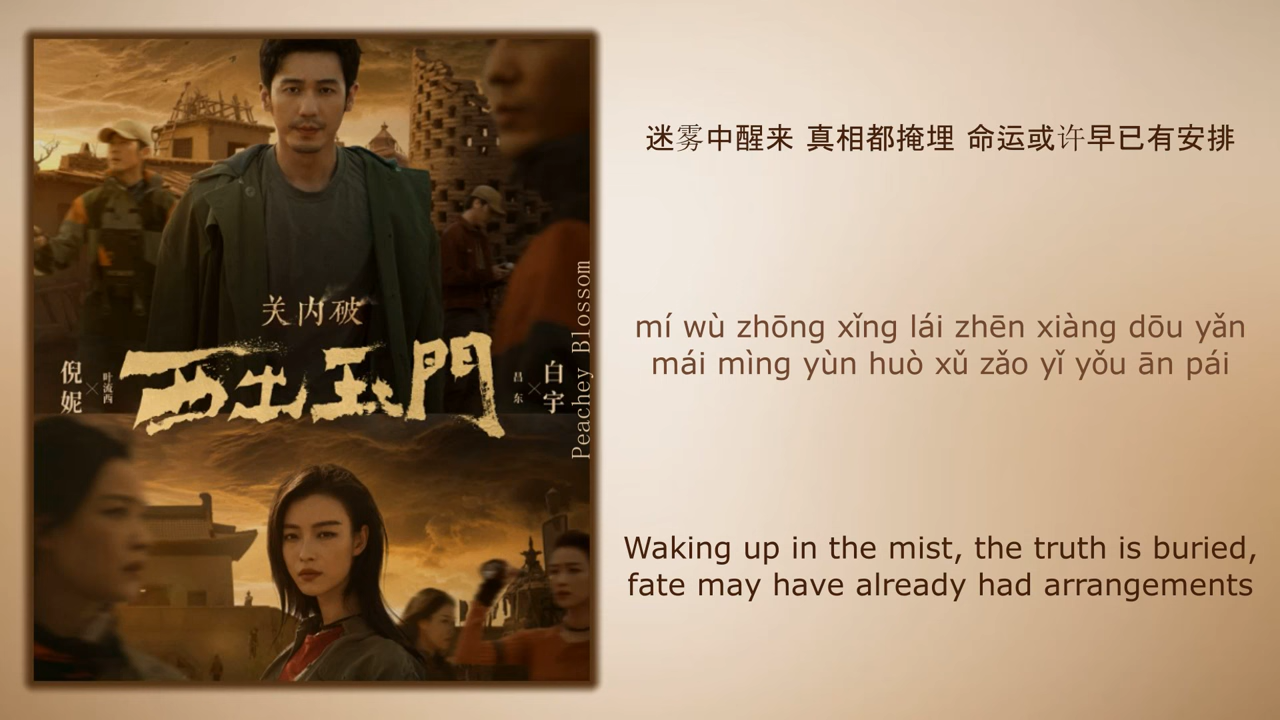 关内破
西出玉門
倪妮
×
叶流西
昌东
×
白宇
Peachey Blossom
迷雾中醒来 真相都掩埋 命运或许早已有安排
mí wù zhōng xǐng lái zhēn xiàng dōu yǎn
mái mìng yùn huò xǔ zǎo yǐ yǒu ān pái
Waking up in the mist, the truth is buried,
fate may have already had arrangements